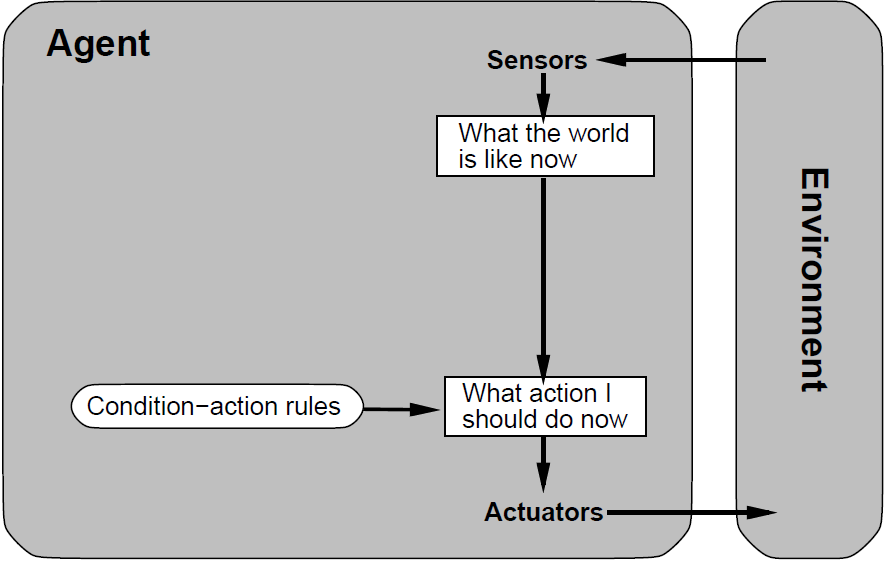 Agent
Sensors
What the world
is like now
Environment
Condition−action rules
What action I
should do now
Actuators